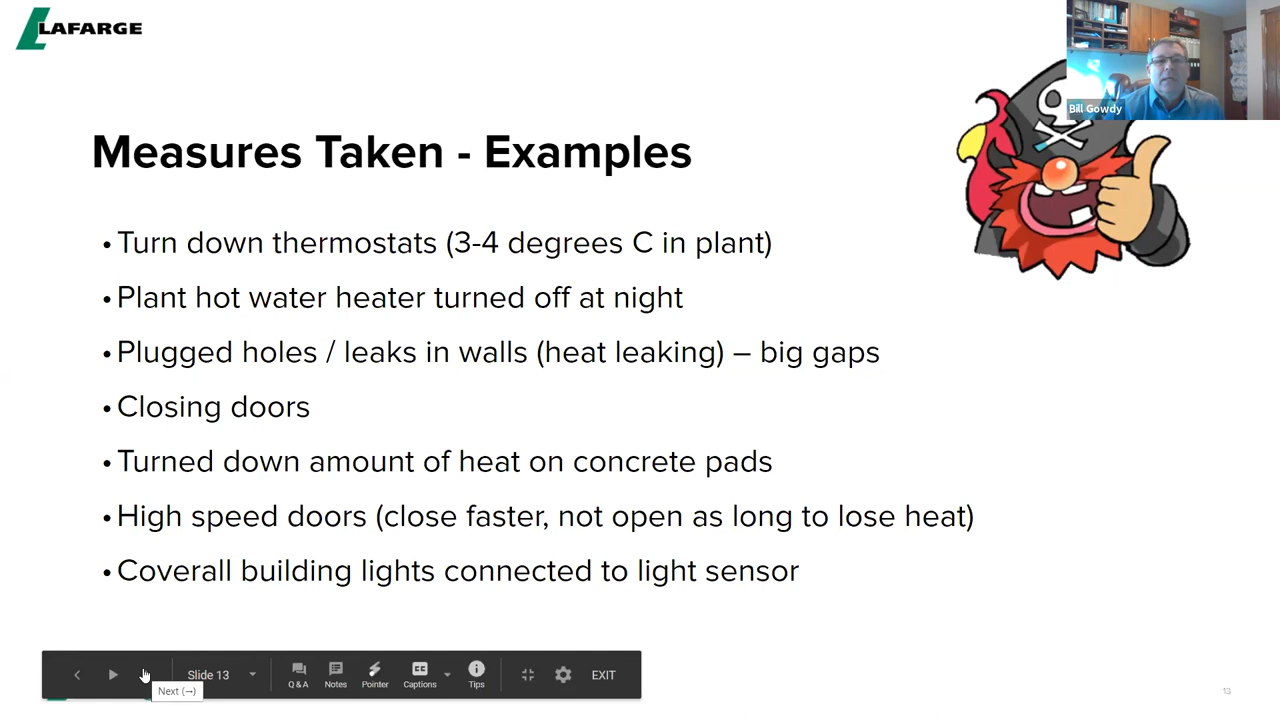 LAFARGE
Bill Gowdy
Measures Taken - Examples
• Turn down thermostats (3-4 degrees C in plant)
• Plant hot water heater turned off at night
• Plugged holes / leaks in walls (heat leaking) – big gaps
• Closing doors
• Turned down amount of heat on concrete pads
• High speed doors (close faster, not open as long to lose heat)
• Coverall building lights connected to light sensor
Slide 13 Q & A Notes Pointer CC Captions Tips EXIT
Next (→)
13